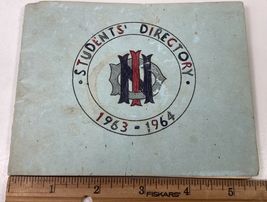 STUDENTS' DIRECTORY
1963-1964
1 2 3 4 5
FISKARS